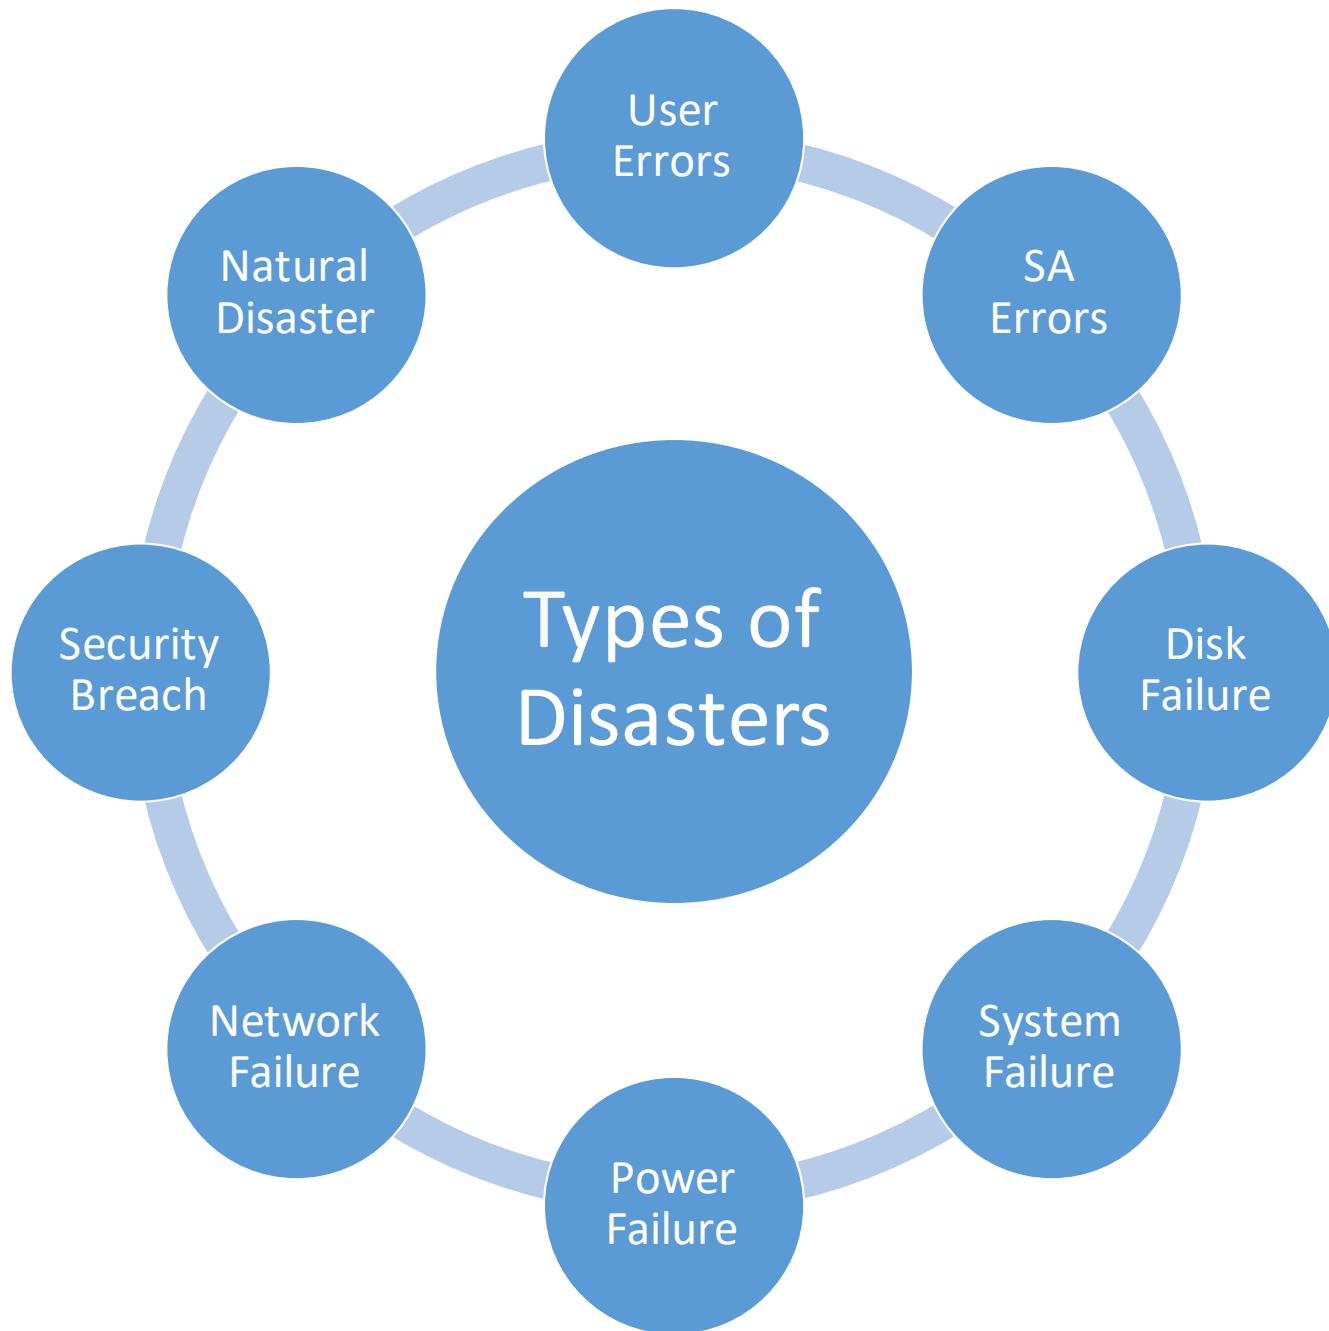 User
Errors
SA
Errors
Disk
Failure
System
Failure
Power
Failure
Network
Failure
Security
Breach
Natural
Disaster
Types of
Disasters